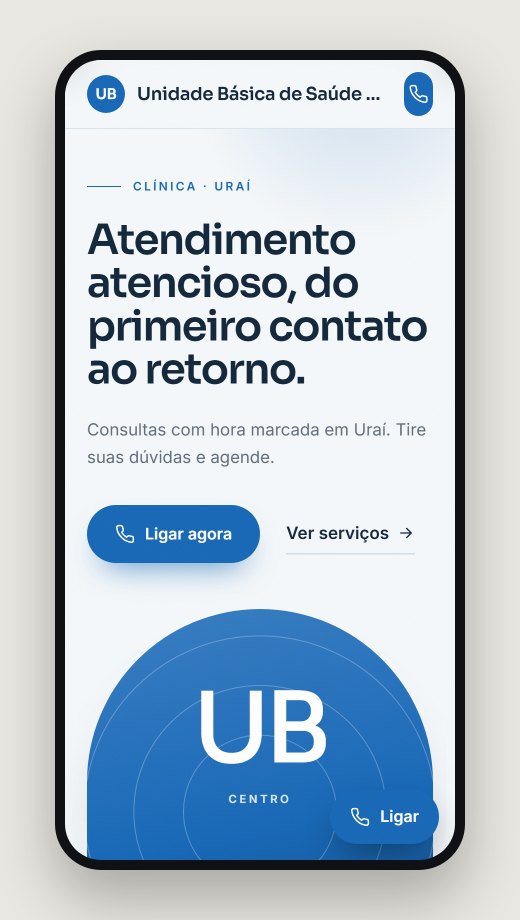 UB Unidade Básica de Saúde ...
CLÍNICA · URAÍ
Atendimento
atencioso, do
primeiro contato
ao retorno.
Consultas com hora marcada em Uraí. Tire
suas dúvidas e agende.
Ligar agora Ver serviços →
UB
CENTRO
Ligar